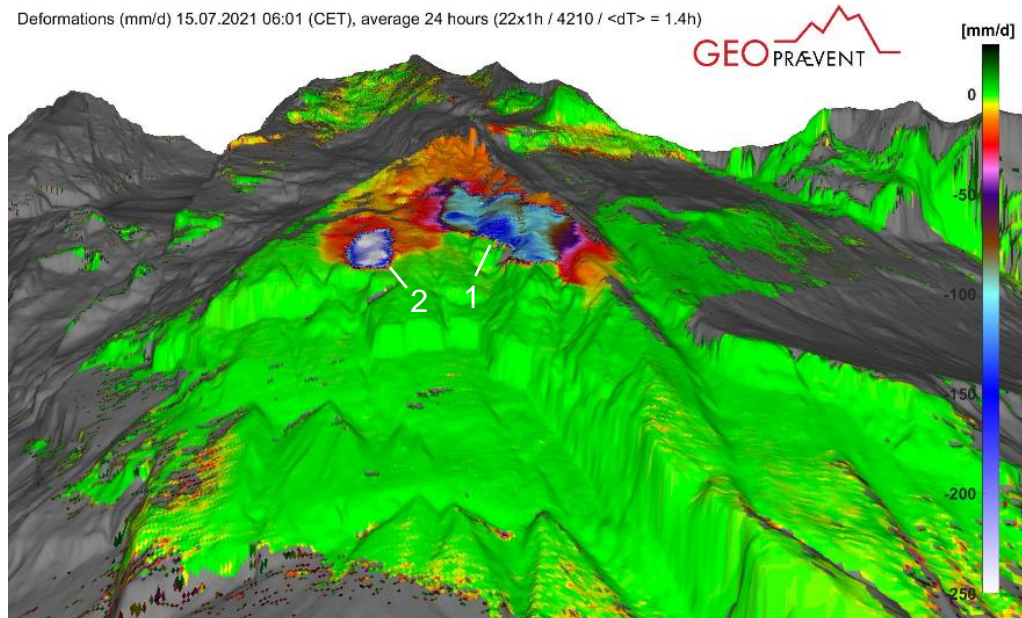 Deformations (mm/d) 15.07.2021 06:01 (CET), average 24 hours (22x1h / 4210 / <dT> = 1.4h)
GEO PRÆVENT
[mm/d]
0
-50
-100
-150
-200
-250
2
1